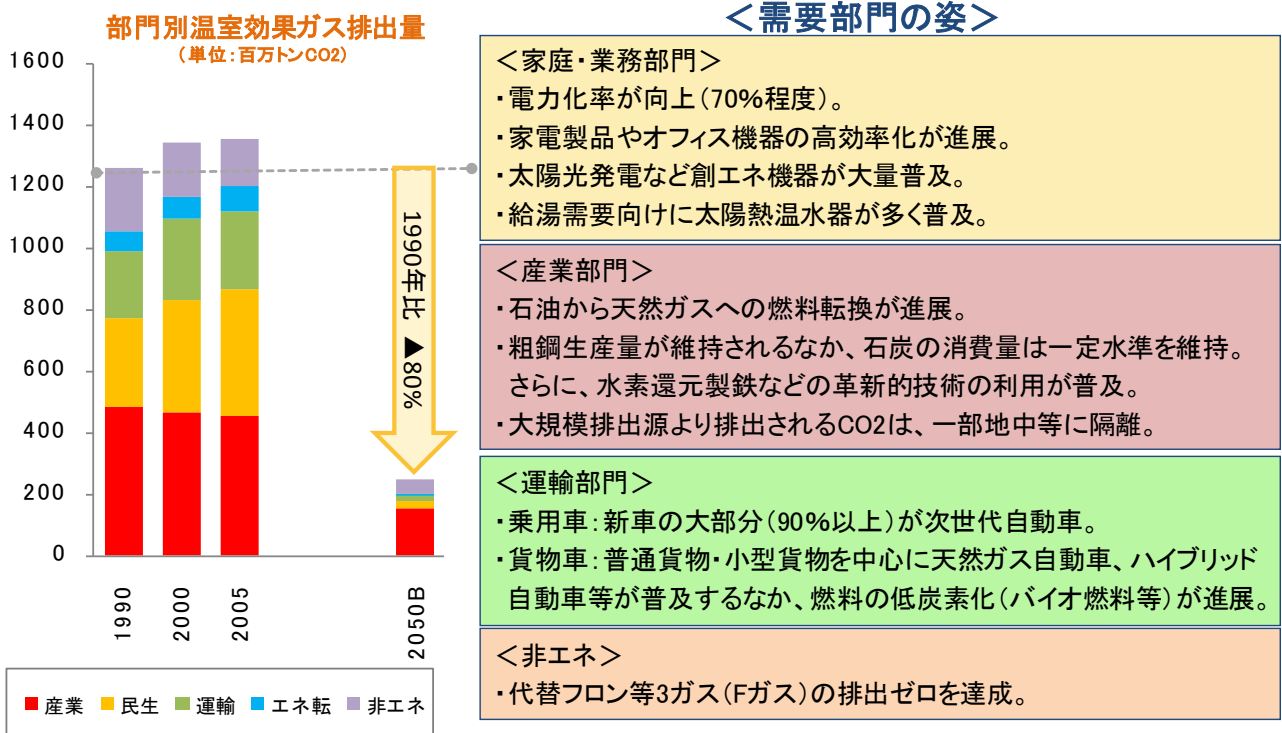 部門別温室効果ガス排出量
（単位：百万トンCO2）
1600
1400
1200
1000
800
600
400
200
0
1990年比 ▲80%
1990
2000
2005
2050B
産業 民生 運輸 エネ転 非エネ
＜需要部門の姿＞
＜家庭・業務部門＞
・電力化率が向上（70%程度）。
・家電製品やオフィス機器の高効率化が進展。
・太陽光発電など創エネ機器が大量普及。
・給湯需要向けに太陽熱温水器が多く普及。
＜産業部門＞
・石油から天然ガスへの燃料転換が進展。
・粗鋼生産量が維持されるなか、石炭の消費量は一定水準を維持。
さらに、水素還元製鉄などの革新的技術の利用が普及。
・大規模排出源より排出されるCO2は、一部地中等に隔離。
＜運輸部門＞
・乗用車：新車の大部分（90%以上）が次世代自動車。
・貨物車：普通貨物・小型貨物を中心に天然ガス自動車、ハイブリッド
自動車等が普及するなか、燃料の低炭素化（バイオ燃料等）が進展。
＜非エネ＞
・代替フロン等3ガス（Fガス）の排出ゼロを達成。